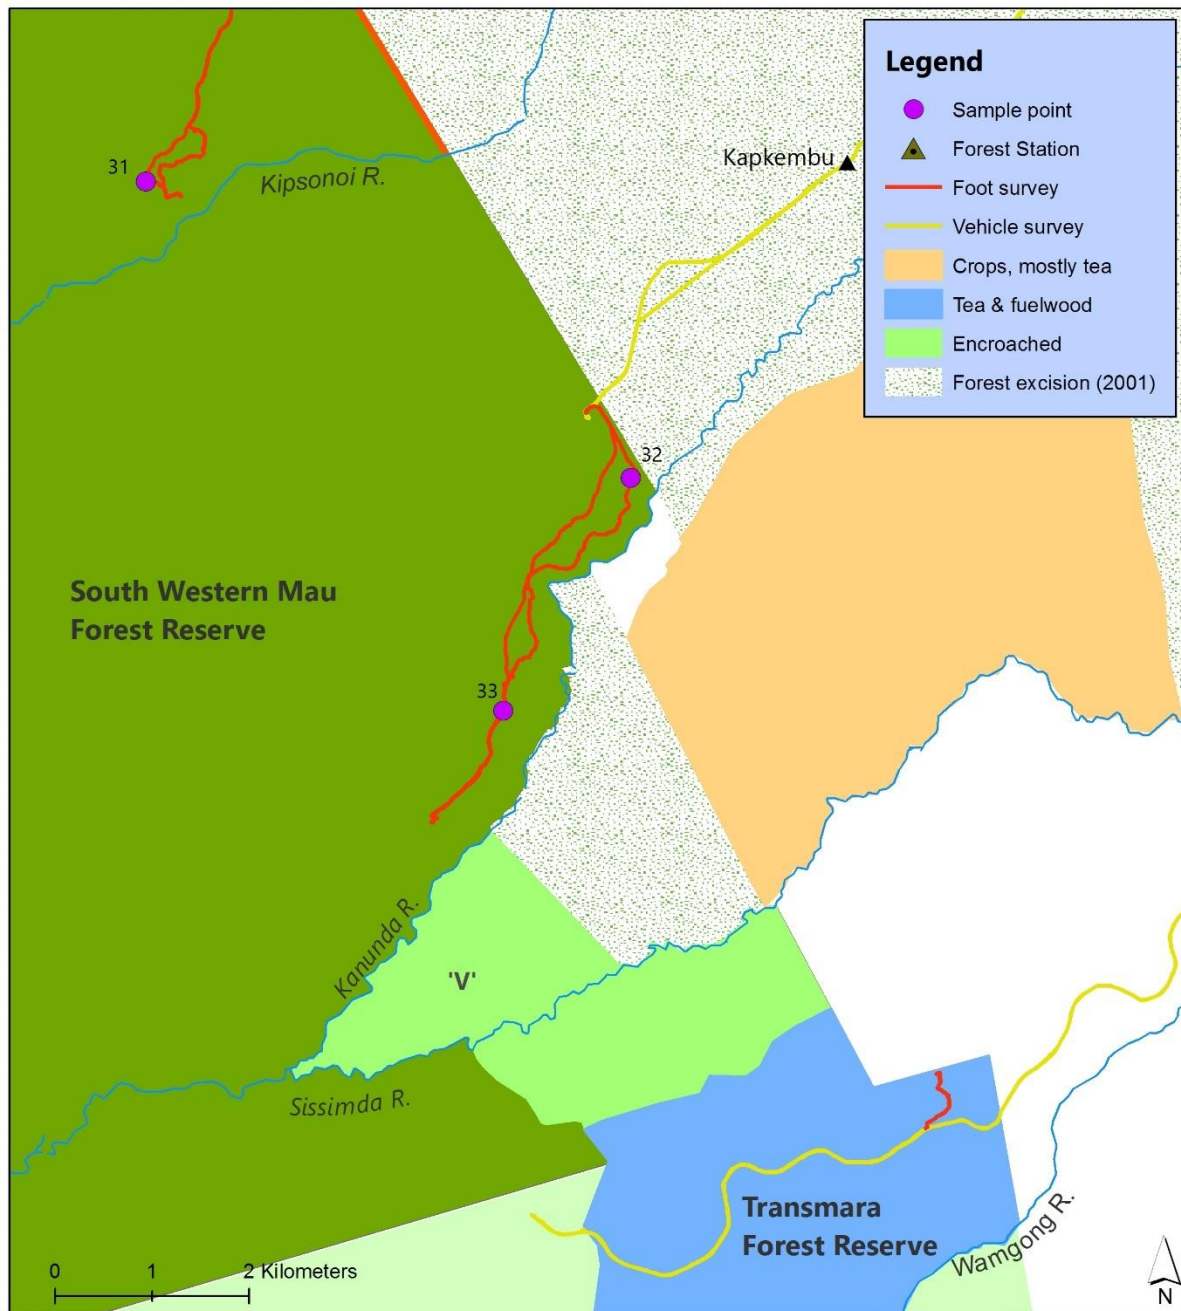 Legend
Sample point
Forest Station
Foot survey
Vehicle survey
Crops, mostly tea
Tea & fuelwood
Encroached
Forest excision (2001)
Kapkembu
31
Kipsonoi R.
32
South Western Mau
Forest Reserve
33
Kanunda R.
'V'
Sissimda R.
Transmara
Forest Reserve
Wamgong R.
0 1 2 Kilometers
N